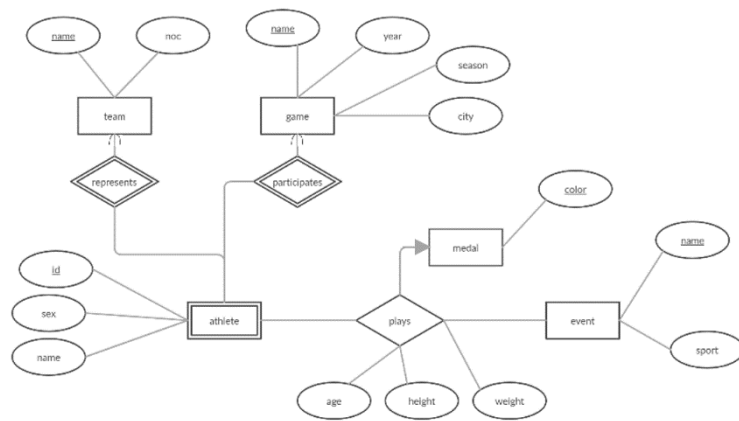 name
noc
name
year
season
city
team
game
represents
participates
color
medal
name
id
sex
name
athlete
plays
event
sport
age
height
weight